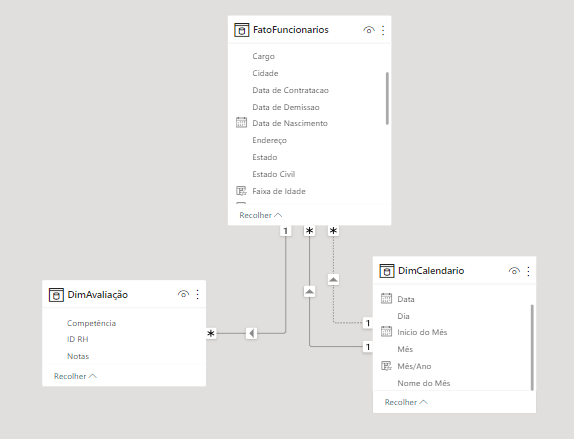 FatoFuncionarios
Cargo
Cidade
Data de Contratacao
Data de Demissao
Data de Nascimento
Endereço
Estado
Estado Civil
Faixa de Idade
Recolher
1
*
*
DimAvaliação
Competência
ID RH
Notas
Recolher
*
DimCalendario
Data
Dia
Início do Mês
Mês
Mês/Ano
Nome do Mês
Recolher
1
1